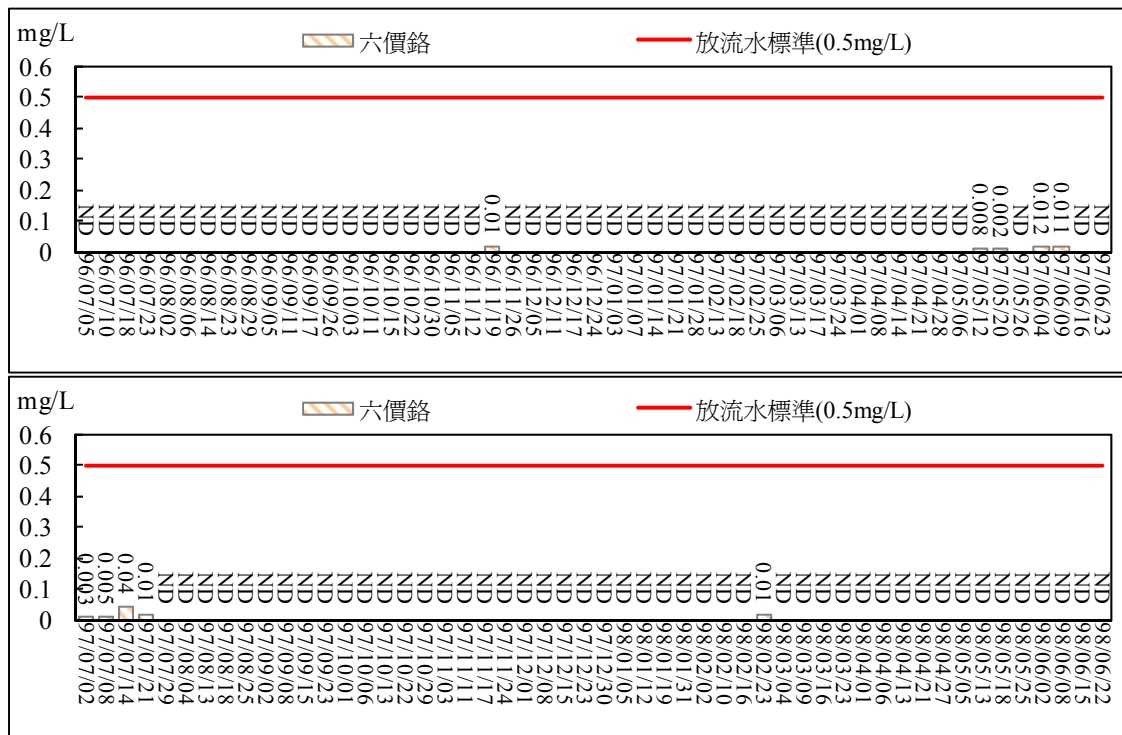 mg/L
六價鉻
放流水標準(0.5mg/L)
0.6
0.5
0.4
0.3
0.2
0.1
0
ND ND ND ND ND ND ND ND ND ND ND ND ND ND ND ND ND ND ND ND 0.01 ND ND ND ND ND ND ND ND ND ND ND ND ND ND ND ND ND ND ND ND ND ND ND 0.008 0.002 ND 0.012 0.011 ND ND
96/07/05 96/07/10 96/07/18 96/07/23 96/08/02 96/08/06 96/08/14 96/08/23 96/08/29 96/09/05 96/09/11 96/09/17 96/09/26 96/10/03 96/10/11 96/10/15 96/10/22 96/10/30 96/11/05 96/11/12 96/11/19 96/11/26 96/12/05 96/12/11 96/12/17 96/12/24 97/01/03 97/01/07 97/01/14 97/01/21 97/01/28 97/02/13 97/02/18 97/02/25 97/03/06 97/03/13 97/03/17 97/03/24 97/04/01 97/04/08 97/04/14 97/04/21 97/04/28 97/05/06 97/05/12 97/05/20 97/05/26 97/06/04 97/06/09 97/06/16 97/06/23
mg/L
六價鉻
放流水標準(0.5mg/L)
0.6
0.5
0.4
0.3
0.2
0.1
0
0.003 0.005 0.04 0.01 ND ND ND ND ND ND ND ND ND ND ND ND ND ND ND ND ND ND ND ND ND ND ND ND ND ND ND ND ND ND 0.01 ND ND ND ND ND ND ND ND ND ND ND ND ND ND ND ND ND
97/07/02 97/07/08 97/07/14 97/07/21 97/07/29 97/08/04 97/08/13 97/08/18 97/08/25 97/09/02 97/09/08 97/09/15 97/09/23 97/10/01 97/10/06 97/10/13 97/10/22 97/10/29 97/11/03 97/11/11 97/11/17 97/11/24 97/12/01 97/12/08 97/12/15 97/12/23 97/12/30 98/01/05 98/01/12 98/01/19 98/01/31 98/02/02 98/02/10 98/02/16 98/02/23 98/03/04 98/03/09 98/03/16 98/03/23 98/04/04 98/04/06 98/04/13 98/04/21 98/04/27 98/05/05 98/05/13 98/05/18 98/05/25 98/06/02 98/06/08 98/06/15 98/06/22